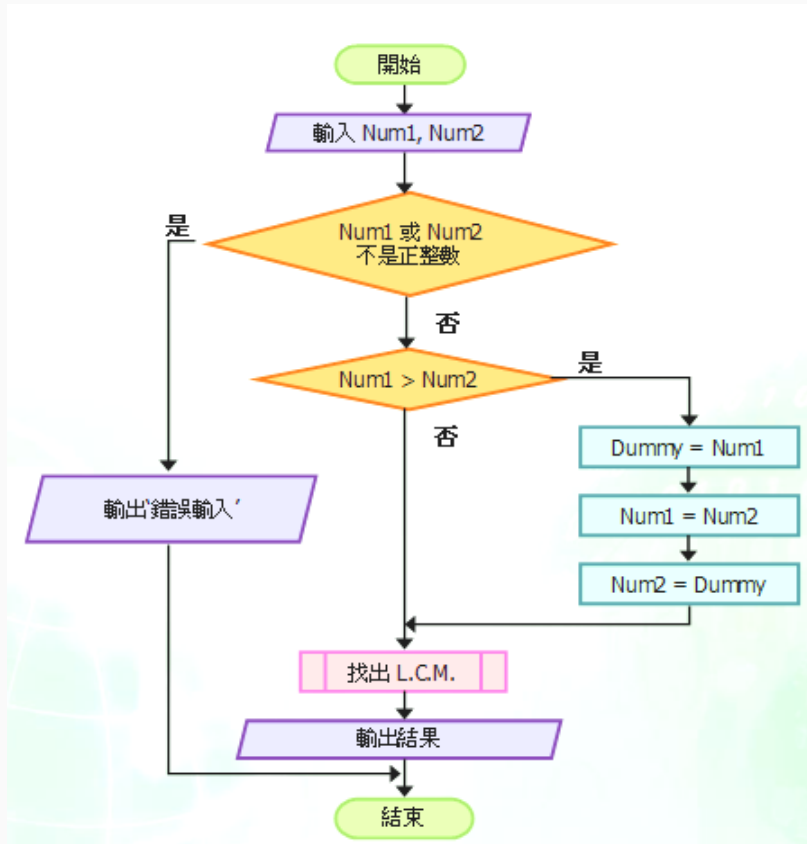 開始
輸入 Num1, Num2
Num1 或 Num2
不是正整數
是
否
Num1 > Num2
是
否
Dummy = Num1
Num1 = Num2
Num2 = Dummy
輸出‘錯誤輸入’
找出 L.C.M.
輸出結果
結束